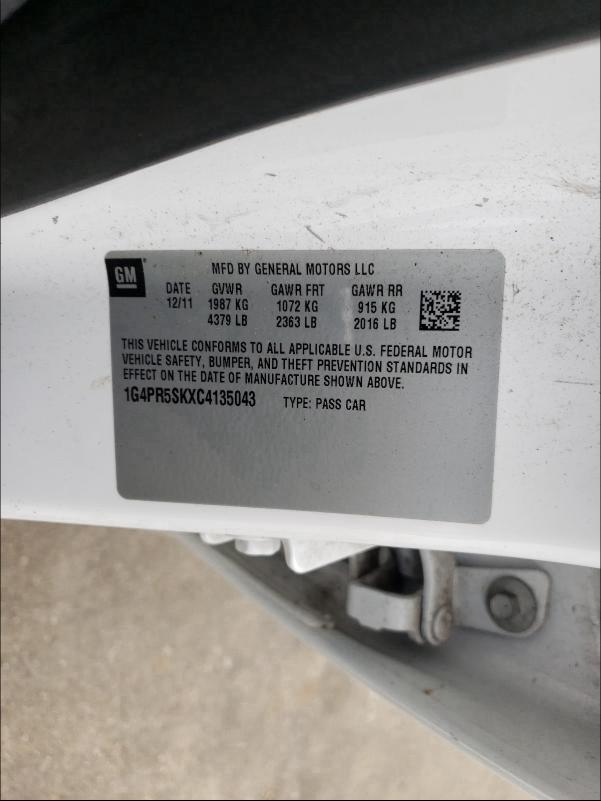 GM
MFD BY GENERAL MOTORS LLC
DATE GVWR GAWR FRT GAWR RR
12/11 1987 KG 1072 KG 915 KG
4379 LB 2363 LB 2016 LB
THIS VEHICLE CONFORMS TO ALL APPLICABLE U.S. FEDERAL MOTOR
VEHICLE SAFETY, BUMPER, AND THEFT PREVENTION STANDARDS IN
EFFECT ON THE DATE OF MANUFACTURE SHOWN ABOVE.
1G4PR5SKXC4135043 TYPE: PASS CAR